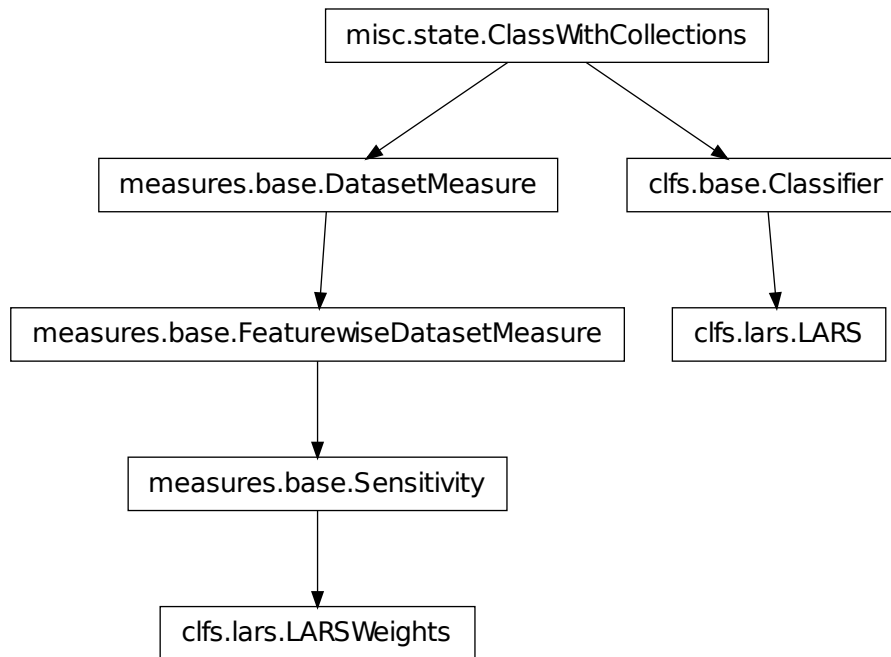 misc.state.ClassWithCollections
measures.base.DatasetMeasure
clfs.base.Classifier
measures.base.FeaturewiseDatasetMeasure
clfs.lars.LARS
measures.base.Sensitivity
clfs.lars.LARSWeights